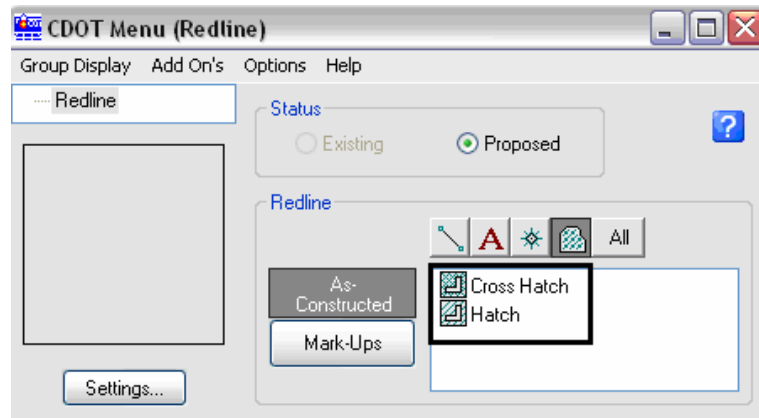 CDOT Menu (Redline)
Group Display Add On's Options Help
Redline
Status
Existing Proposed
?
Redline
A All
As-
Constructed
Mark-Ups
Cross Hatch
Hatch
Settings...